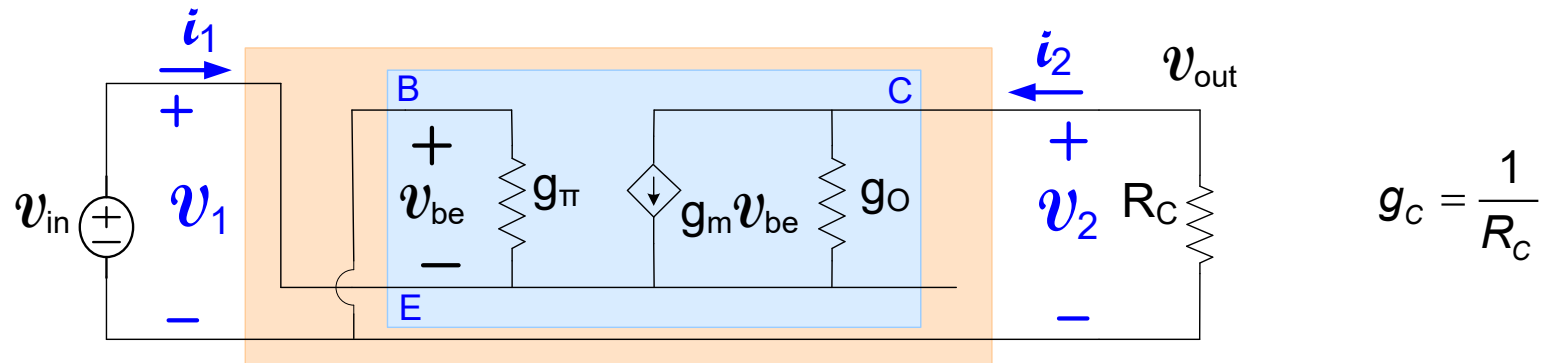 i1
i2
vout
B
C
+
+
+
vin
+
−
v1
vbe
gπ
gmvbe
gO
v2
RC
gC = 1/RC
−
E
−
−